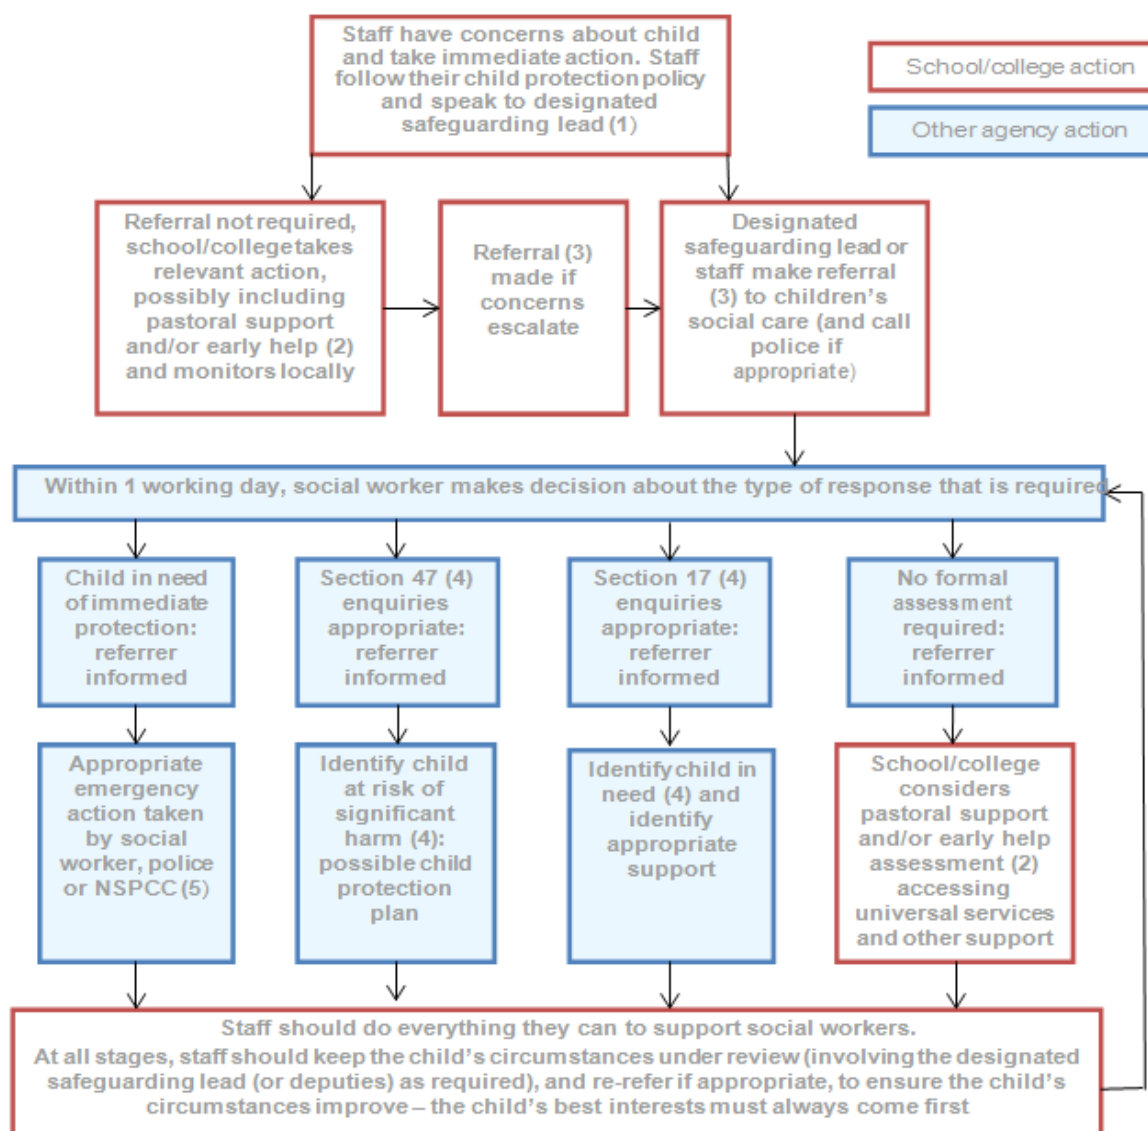 Staff have concerns about child
and take immediate action. Staff
follow their child protection policy
and speak to designated
safeguarding lead (1)
School/college action
Other agency action
Referral not required,
school/college takes
relevant action,
possibly including
pastoral support
and/or early help (2)
and monitors locally
Referral (3)
made if
concerns
escalate
Designated
safeguarding lead or
staff make referral
(3) to children's
social care (and call
police if
appropriate)
Within 1 working day, social worker makes decision about the type of response that is required
Child in need
of immediate
protection:
referrer
informed
Section 47 (4)
enquiries
appropriate:
referrer
informed
Section 17 (4)
enquiries
appropriate:
referrer
informed
No formal
assessment
required:
referrer
informed
Appropriate
emergency
action taken
by social
worker, police
or NSPCC (5)
Identify child
at risk of
significant
harm (4):
possible child
protection
plan
Identify child in
need (4) and
identify
appropriate
support
School/college
considers
pastoral support
and/or early help
assessment (2)
accessing
universal services
and other support
Staff should do everything they can to support social workers.
At all stages, staff should keep the child's circumstances under review (involving the designated
safeguarding lead (or deputies) as required), and re-refer if appropriate, to ensure the child's
circumstances improve – the child's best interests must always come first